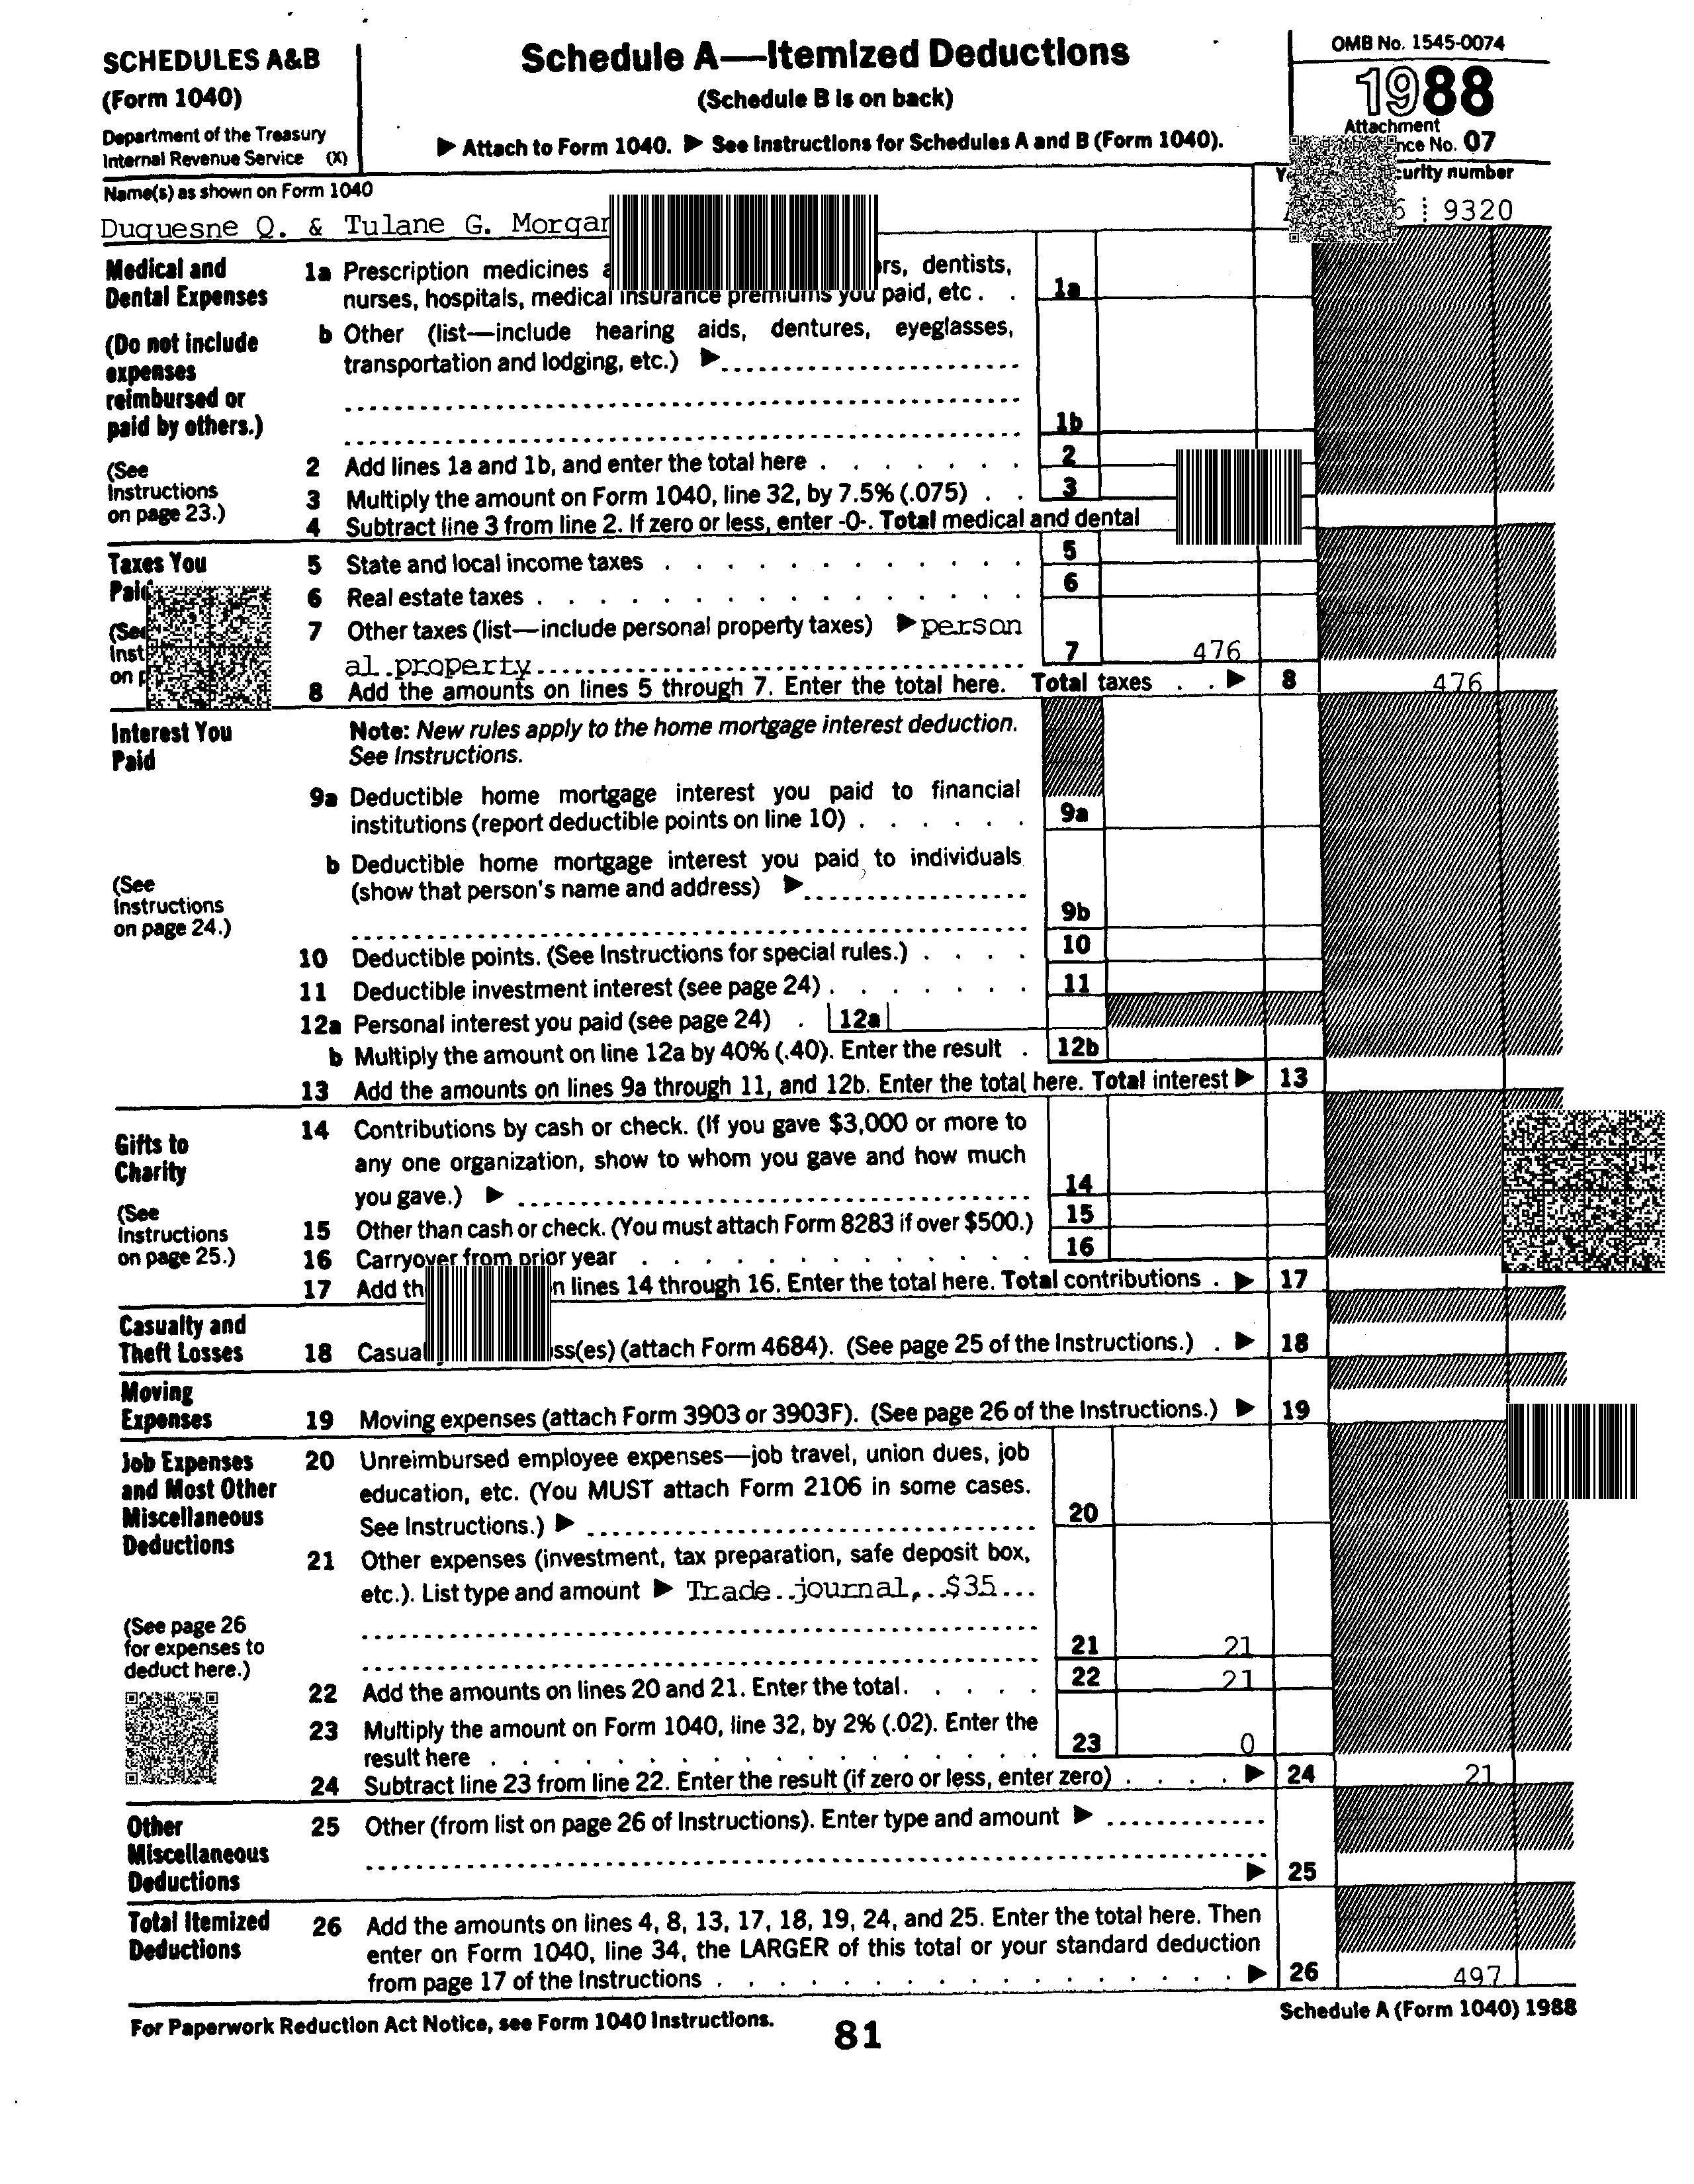 SCHEDULES A&B
(Form 1040)
Department of the Treasury
Internal Revenue Service (X)
Schedule A—Itemized Deductions
(Schedule B is on back)
▶ Attach to Form 1040. ▶ See Instructions for Schedules A and B (Form 1040).
OMB No. 1545-0074
1988
Attachment
No. 07
Name(s) as shown on Form 1040
number
Duquesne Q. & Tulane G.
9320
Medical and Dental Expenses
(Do not include expenses reimbursed or paid by others.)
(See Instructions on page 23.)
1a Prescription medicines dentists,
nurses, hospitals, medical insurance premiums you paid, etc . . 1a
b Other (list—include hearing aids, dentures, eyeglasses,
transportation and lodging, etc.) ▶
1b
2 Add lines 1a and 1b, and enter the total here . . . . . . . 2
3 Multiply the amount on Form 1040, line 32, by 7.5% (.075) . . 3
4 Subtract line 3 from line 2. If zero or less, enter -0-. Total medical and dental
Taxes You
5 State and local income taxes . . . . . . . . . . . . 5
6 Real estate taxes . . . . . . . . . . . . . . . . 6
7 Other taxes (list—include personal property taxes) ▶ person
al property 7 476
8 Add the amounts on lines 5 through 7. Enter the total here. Total taxes . . ▶ 8 476
Interest You Paid
(See Instructions on page 24.)
Note: New rules apply to the home mortgage interest deduction.
See Instructions.
9a Deductible home mortgage interest you paid to financial
institutions (report deductible points on line 10) . . . . . . 9a
b Deductible home mortgage interest you paid to individuals
(show that person's name and address) ▶
9b
10 Deductible points. (See Instructions for special rules.) . . . . 10
11 Deductible investment interest (see page 24) . . . . . . . 11
12a Personal interest you paid (see page 24) . 12a
b Multiply the amount on line 12a by 40% (.40). Enter the result . 12b
13 Add the amounts on lines 9a through 11, and 12b. Enter the total here. Total interest ▶ 13
Gifts to Charity
(See Instructions on page 25.)
14 Contributions by cash or check. (If you gave $3,000 or more to
any one organization, show to whom you gave and how much
you gave.) ▶ 14
15 Other than cash or check. (You must attach Form 8283 if over $500.) 15
16 Carryover from prior year . . . . . . . . . . . . . 16
17 Add lines 14 through 16. Enter the total here. Total contributions . ▶ 17
Casualty and Theft Losses
18 (attach Form 4684). (See page 25 of the Instructions.) . ▶ 18
Moving Expenses
19 Moving expenses (attach Form 3903 or 3903F). (See page 26 of the Instructions.) ▶ 19
Job Expenses and Most Other Miscellaneous Deductions
(See page 26 for expenses to deduct here.)
20 Unreimbursed employee expenses—job travel, union dues, job
education, etc. (You MUST attach Form 2106 in some cases.
See Instructions.) ▶ 20
21 Other expenses (investment, tax preparation, safe deposit box,
etc.). List type and amount ▶ Trade journal, $35
21 21
22 Add the amounts on lines 20 and 21. Enter the total . . . . . 22 21
23 Multiply the amount on Form 1040, line 32, by 2% (.02). Enter the
result here . . . . . . . . . . . . . . . . . . 23 0
24 Subtract line 23 from line 22. Enter the result (if zero or less, enter zero) . . . . ▶ 24 21
Other Miscellaneous Deductions
25 Other (from list on page 26 of Instructions). Enter type and amount ▶
▶ 25
Total Itemized Deductions
26 Add the amounts on lines 4, 8, 13, 17, 18, 19, 24, and 25. Enter the total here. Then
enter on Form 1040, line 34, the LARGER of this total or your standard deduction
from page 17 of the Instructions . . . . . . . . . . . . . . . . ▶ 26 497
For Paperwork Reduction Act Notice, see Form 1040 Instructions.
81
Schedule A (Form 1040) 1988